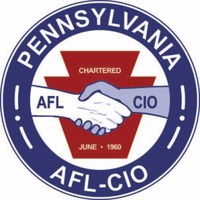 PENNSYLVANIA
CHARTERED
AFL CIO
JUNE • 1960
AFL-CIO